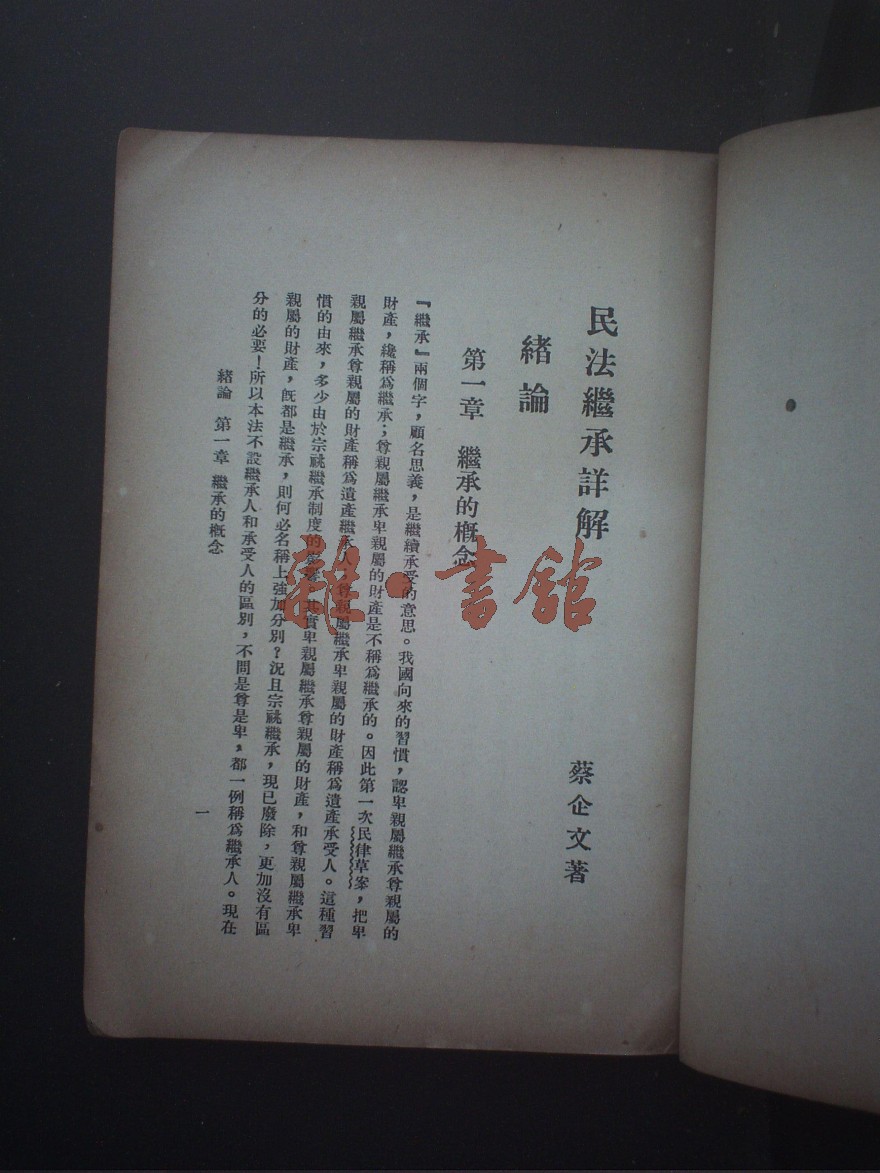 民法繼承詳解
蔡企文著
緒論
第一章 繼承的概念
『繼承』兩個字，顧名思義，是繼續承受的意思。我國向來的習慣，認卑親屬繼承尊親屬的
財產，纔稱爲繼承；尊親屬繼承卑親屬的財產是不稱爲繼承的。因此第一次民律草案，把卑
親屬繼承尊親屬的財產稱爲遺產繼承人，尊親屬繼承卑親屬的財產稱爲遺產承受人。這種習
慣的由來，多少由於宗祧繼承制度的影響。其實卑親屬繼承尊親屬的財產，和尊親屬繼承卑
親屬的財產，旣都是繼承，則何必名稱上強加分別？況且宗祧繼承，現已廢除，更加沒有區
分的必要！所以本法不設繼承人和承受人的區別，不問是尊是卑，都一例稱爲繼承人。現在
緒論 第一章 繼承的概念
一
雜·書館